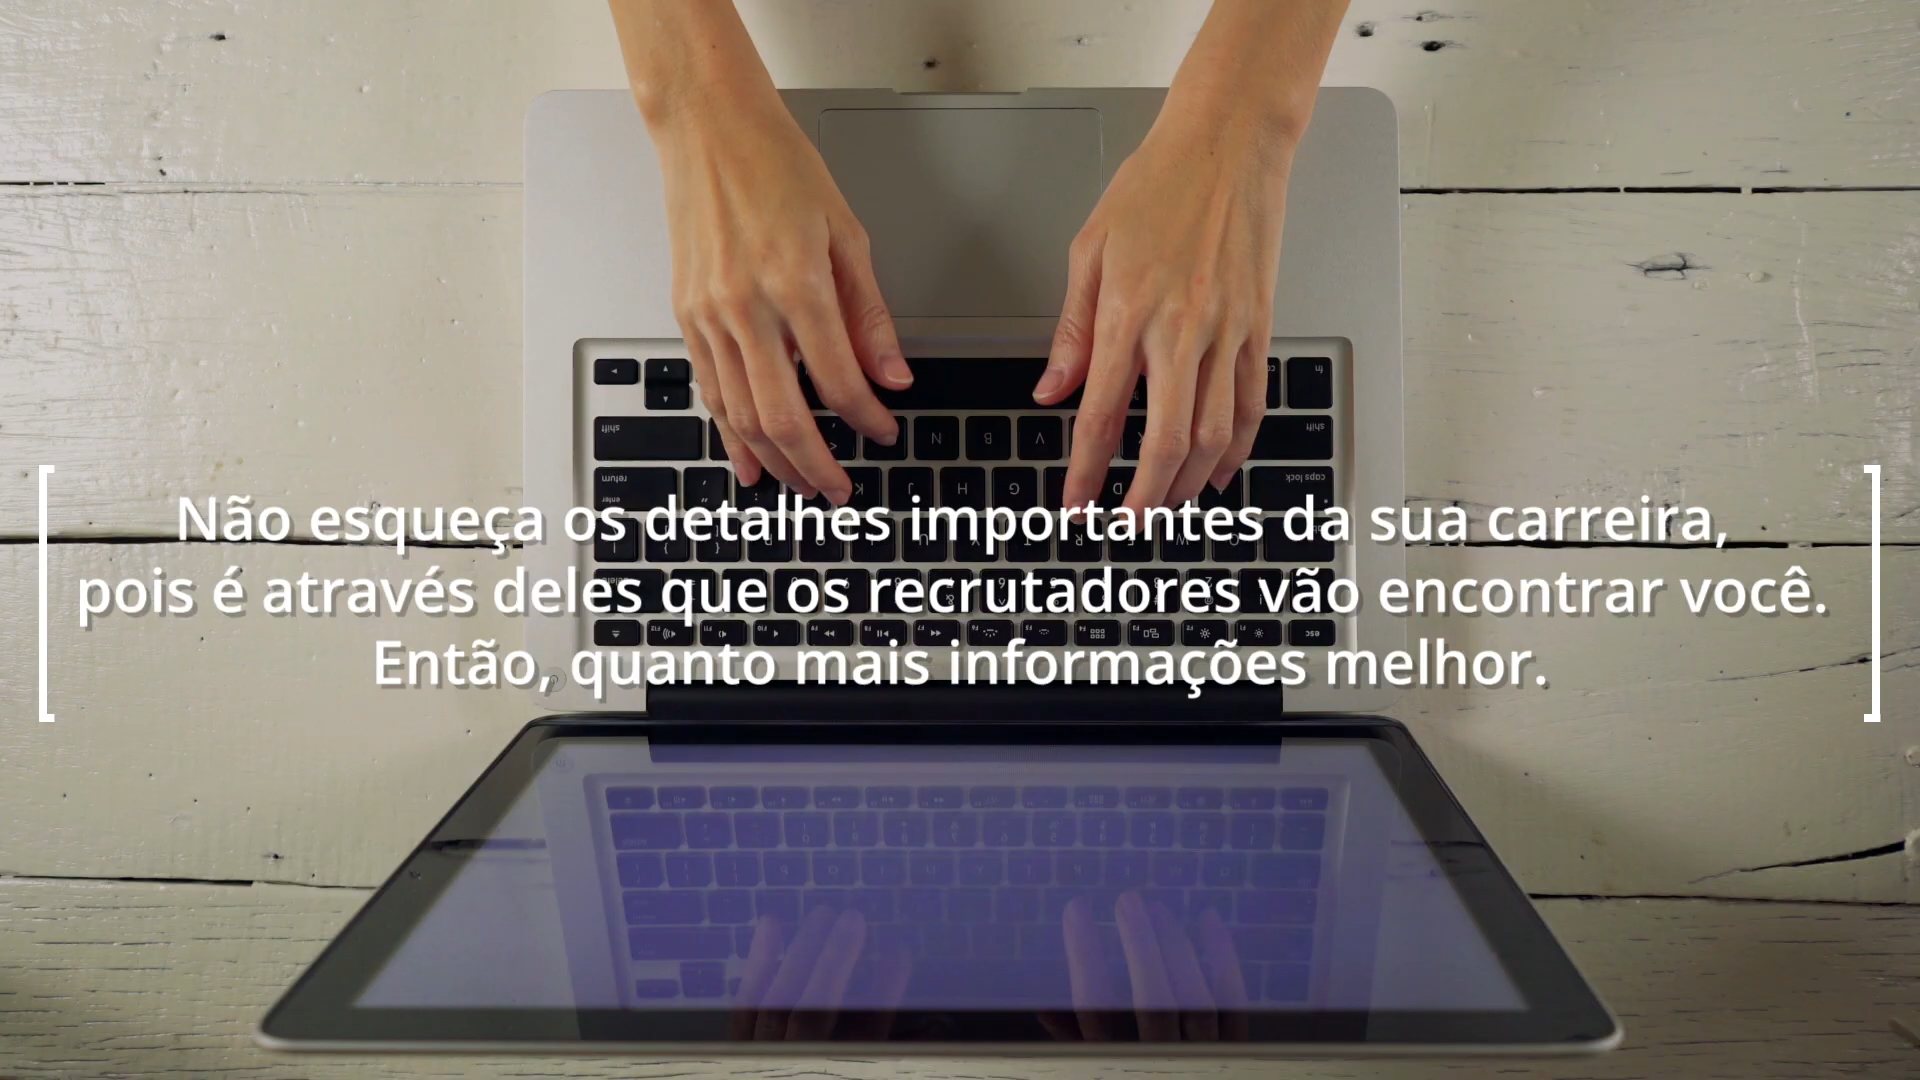 Não esqueça os detalhes importantes da sua carreira,
pois é através deles que os recrutadores vão encontrar você.
Então, quanto mais informações melhor.